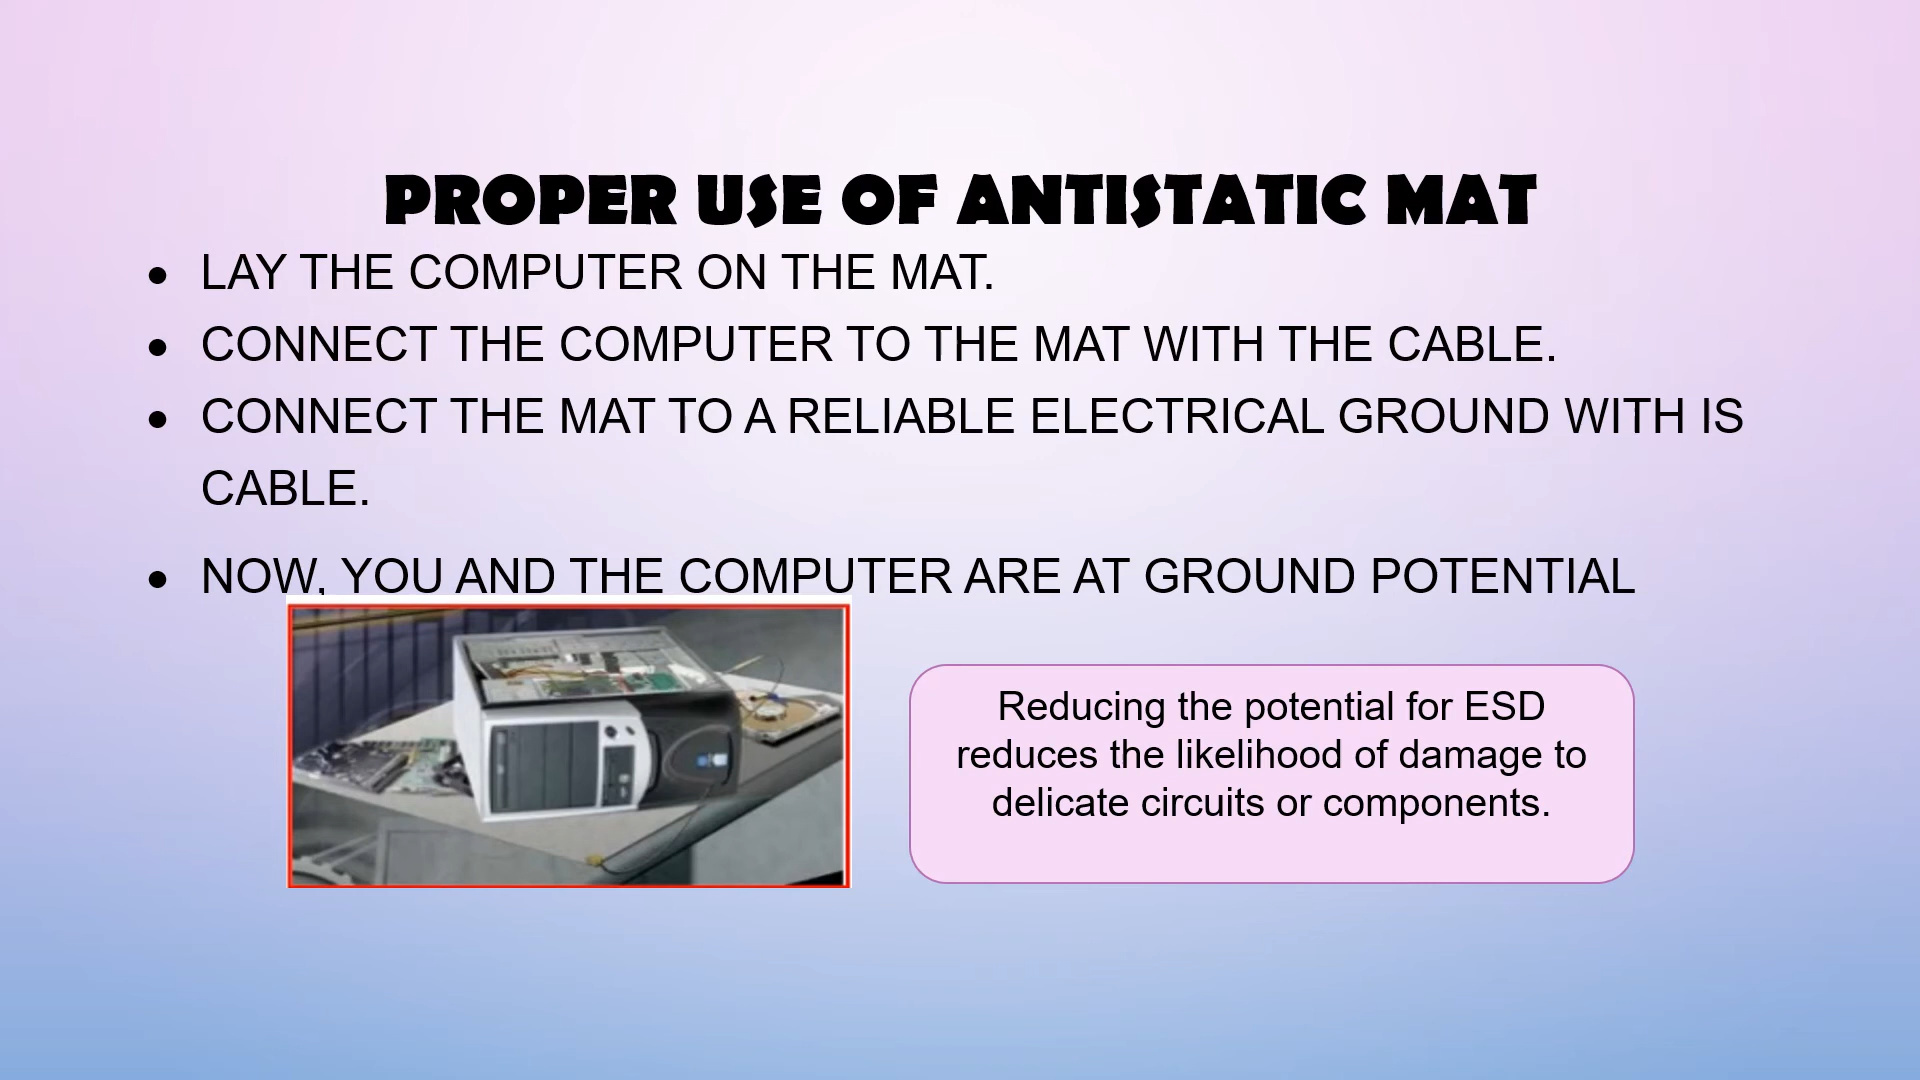 PROPER USE OF ANTISTATIC MAT
● LAY THE COMPUTER ON THE MAT.
● CONNECT THE COMPUTER TO THE MAT WITH THE CABLE.
● CONNECT THE MAT TO A RELIABLE ELECTRICAL GROUND WITH IS
CABLE.
● NOW, YOU AND THE COMPUTER ARE AT GROUND POTENTIAL
Reducing the potential for ESD
reduces the likelihood of damage to
delicate circuits or components.